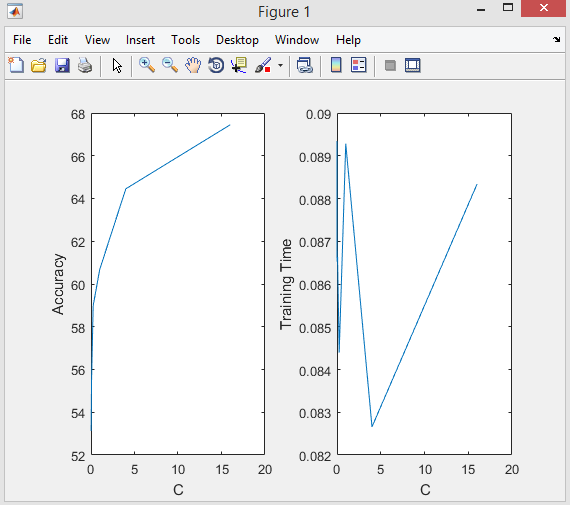 Figure 1
File Edit View Insert Tools Desktop Window Help
68
66
64
62
60
58
56
54
52
0 5 10 15 20
Accuracy
C
0.09
0.089
0.088
0.087
0.086
0.085
0.084
0.083
0.082
0 5 10 15 20
Training Time
C